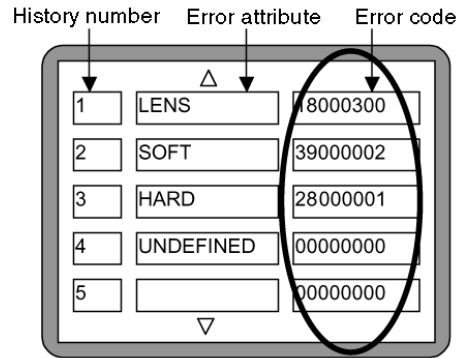 History number Error attribute Error code
1 LENS 18000300
2 SOFT 39000002
3 HARD 28000001
4 UNDEFINED 00000000
5 00000000